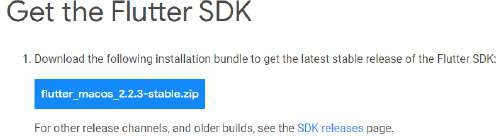 Get the Flutter SDK
1. Download the following installation bundle to get the latest stable release of the Flutter SDK:
flutter_macos_2.2.3-stable.zip
For other release channels, and older builds, see the SDK releases page.